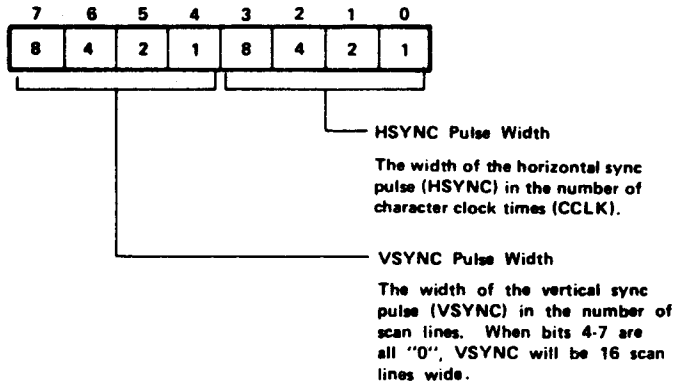 7 6 5 4 3 2 1 0
8 4 2 1 8 4 2 1
HSYNC Pulse Width
The width of the horizontal sync
pulse (HSYNC) in the number of
character clock times (CCLK).
VSYNC Pulse Width
The width of the vertical sync
pulse (VSYNC) in the number of
scan lines. When bits 4-7 are
all "0", VSYNC will be 16 scan
lines wide.